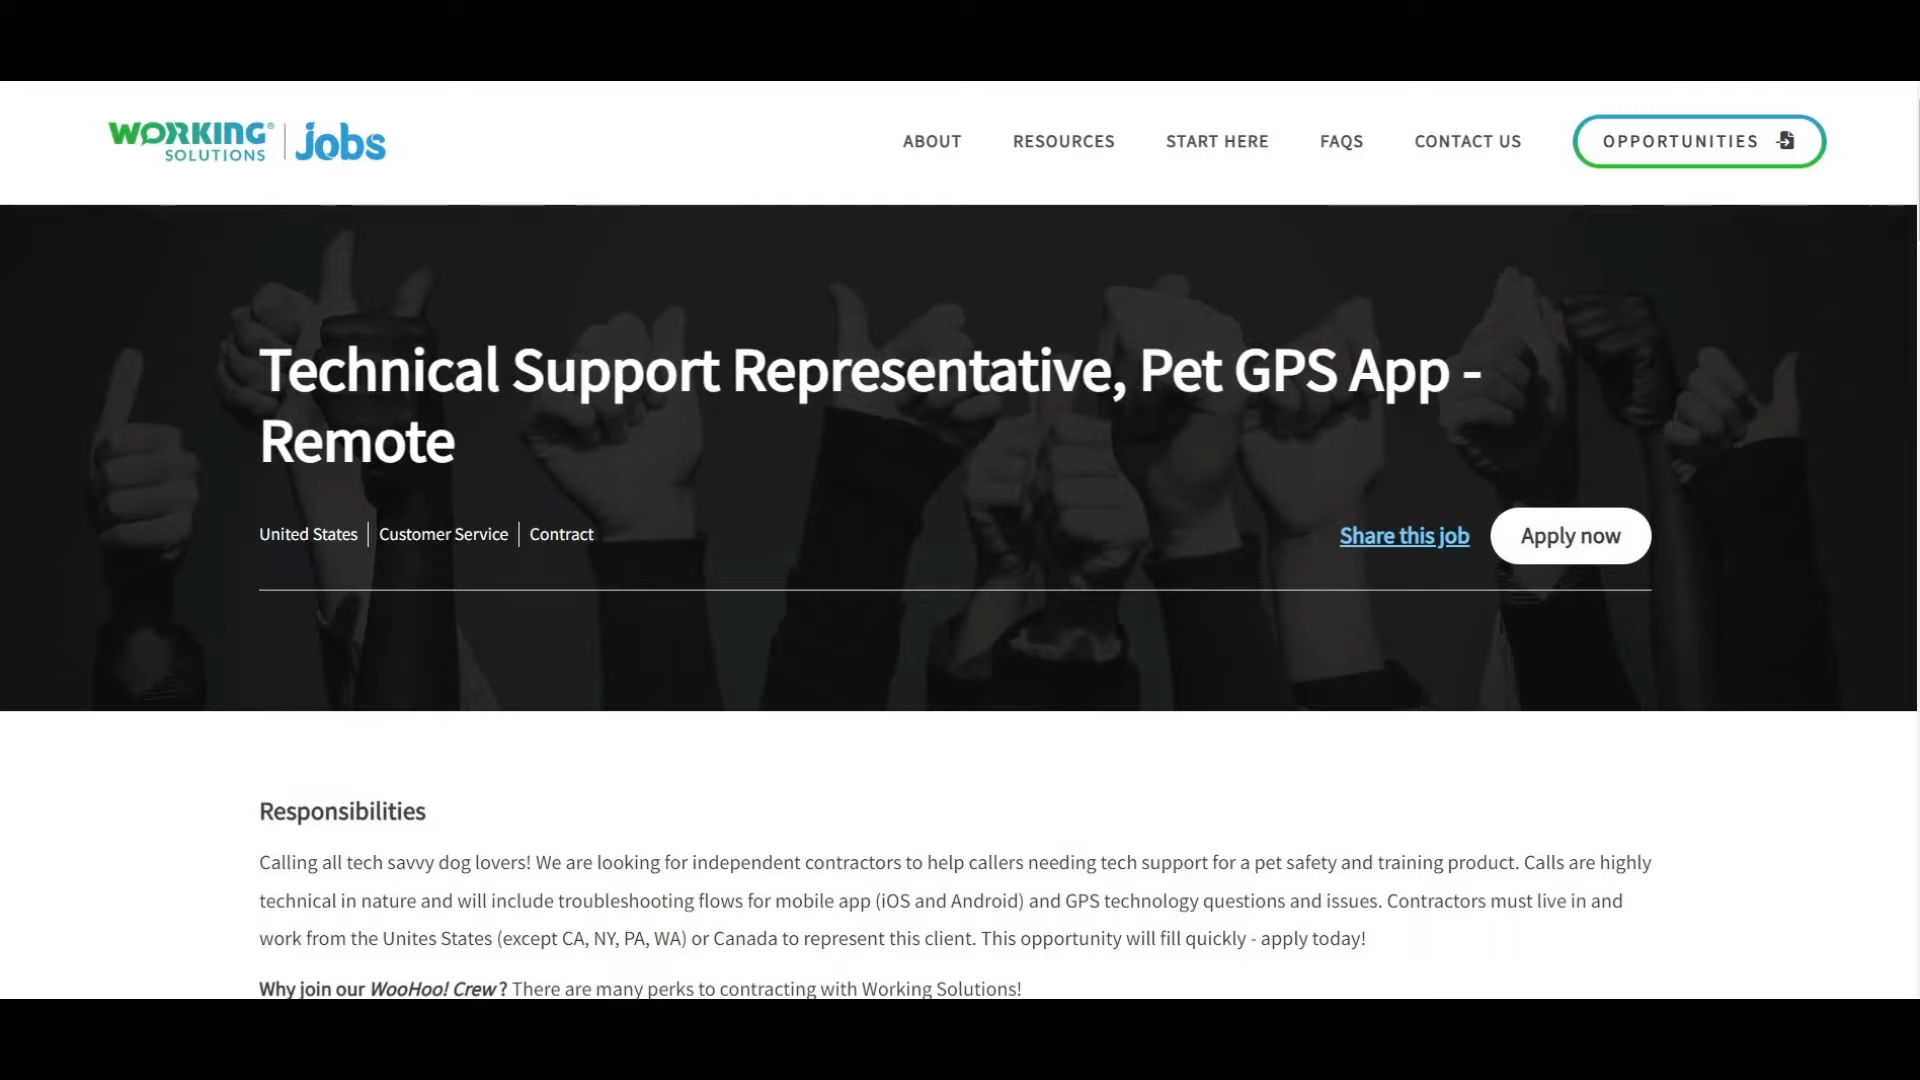 WORKING® SOLUTIONS | jobs
ABOUT RESOURCES START HERE FAQS CONTACT US OPPORTUNITIES
Technical Support Representative, Pet GPS App -
Remote
United States | Customer Service | Contract
Share this job Apply now
Responsibilities
Calling all tech savvy dog lovers! We are looking for independent contractors to help callers needing tech support for a pet safety and training product. Calls are highly
technical in nature and will include troubleshooting flows for mobile app (iOS and Android) and GPS technology questions and issues. Contractors must live in and
work from the Unites States (except CA, NY, PA, WA) or Canada to represent this client. This opportunity will fill quickly - apply today!
Why join our WooHoo! Crew? There are many perks to contracting with Working Solutions!